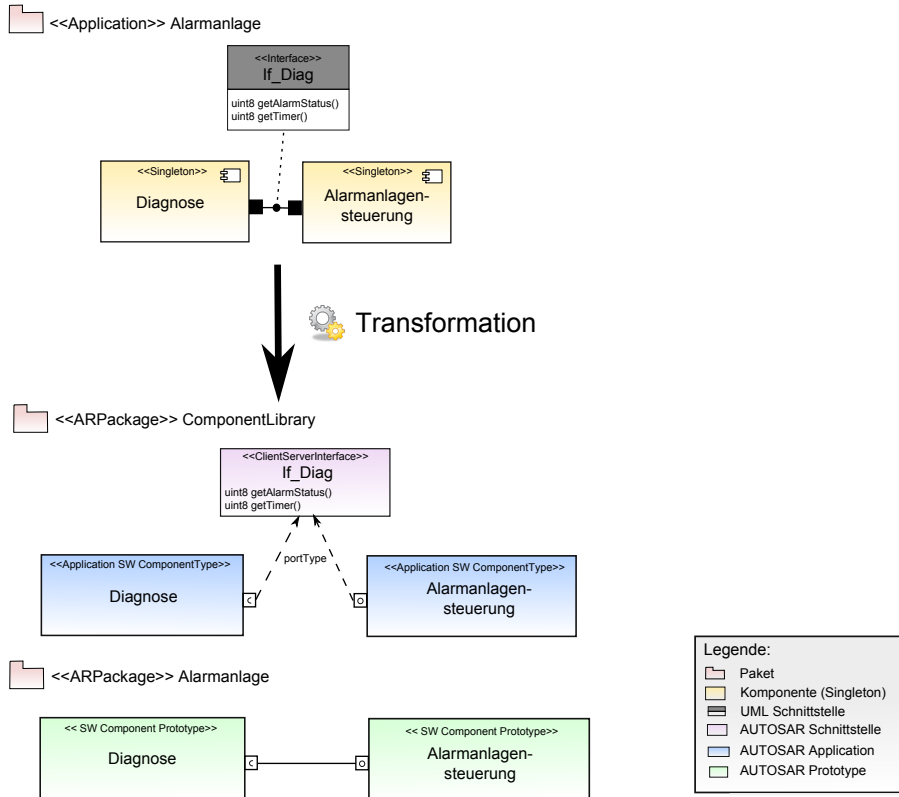 <<Application>> Alarmanlage
<<Interface>>
If_Diag
uint8 getAlarmStatus()
uint8 getTimer()
<<Singleton>>
Diagnose
<<Singleton>>
Alarmanlagen-
steuerung
Transformation
<<ARPackage>> ComponentLibrary
<<ClientServerInterface>>
If_Diag
uint8 getAlarmStatus()
uint8 getTimer()
portType
<<Application SW ComponentType>>
Diagnose
<<Application SW ComponentType>>
Alarmanlagen-
steuerung
<<ARPackage>> Alarmanlage
<< SW Component Prototype>>
Diagnose
<< SW Component Prototype>>
Alarmanlagen-
steuerung
Legende:
Paket
Komponente (Singleton)
UML Schnittstelle
AUTOSAR Schnittstelle
AUTOSAR Application
AUTOSAR Prototype